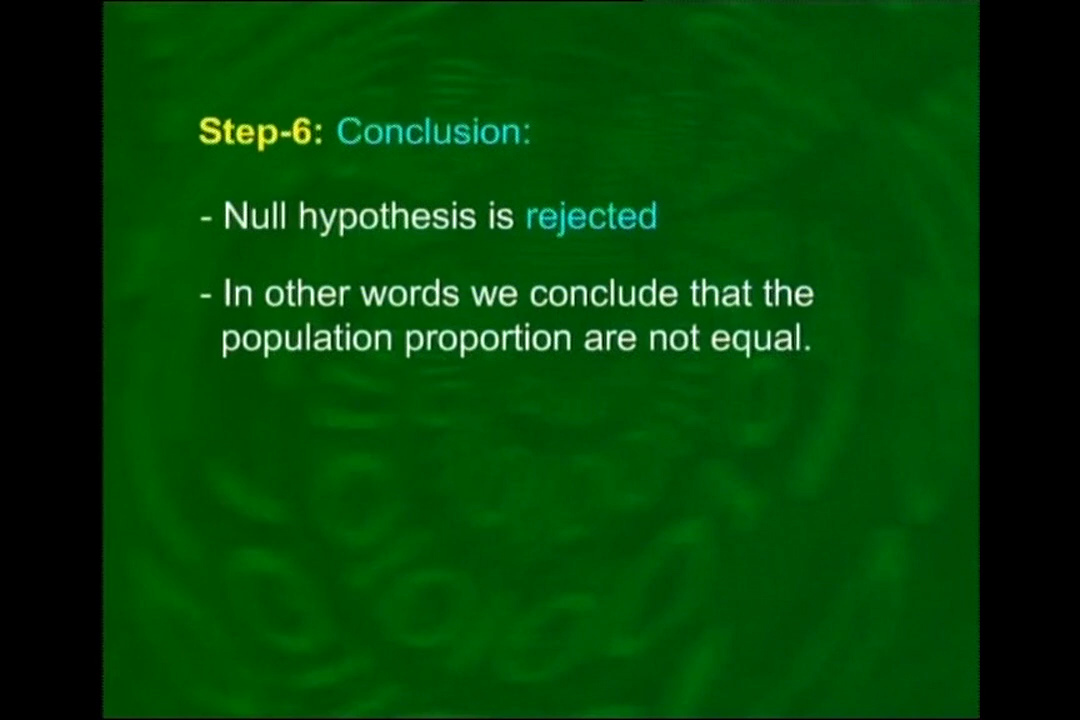 Step-6: Conclusion:
- Null hypothesis is rejected
- In other words we conclude that the
population proportion are not equal.